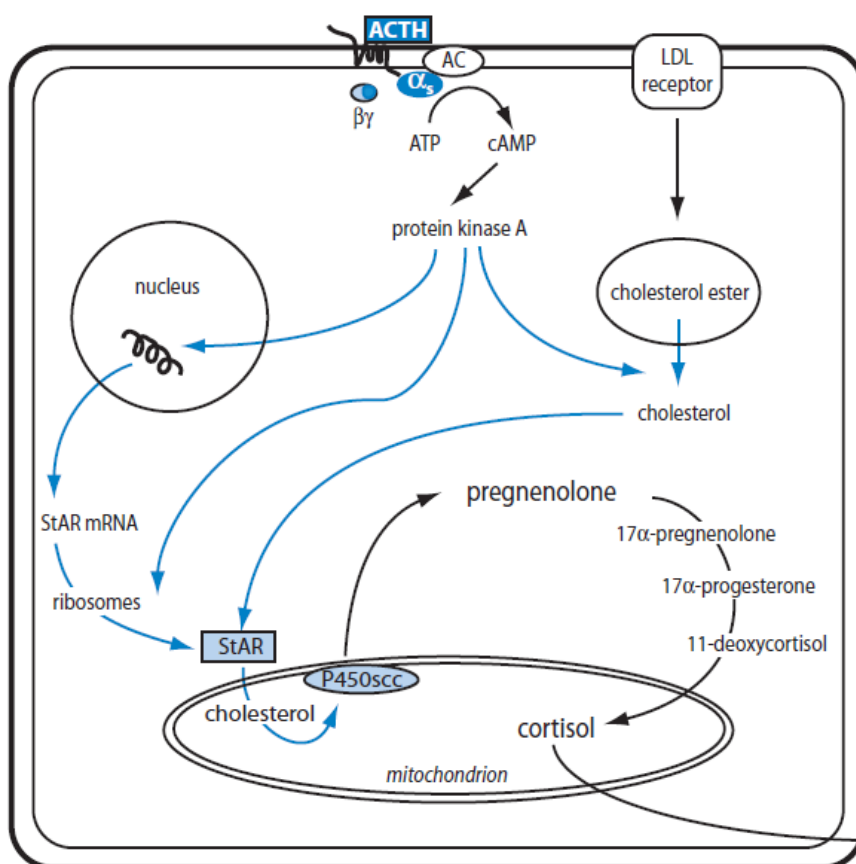 ACTH
AC
LDL
receptor
αs
βγ
ATP
cAMP
protein kinase A
nucleus
cholesterol ester
cholesterol
pregnenolone
StAR mRNA
17α-pregnenolone
ribosomes
17α-progesterone
StAR
11-deoxycortisol
P450scc
cholesterol
cortisol
mitochondrion